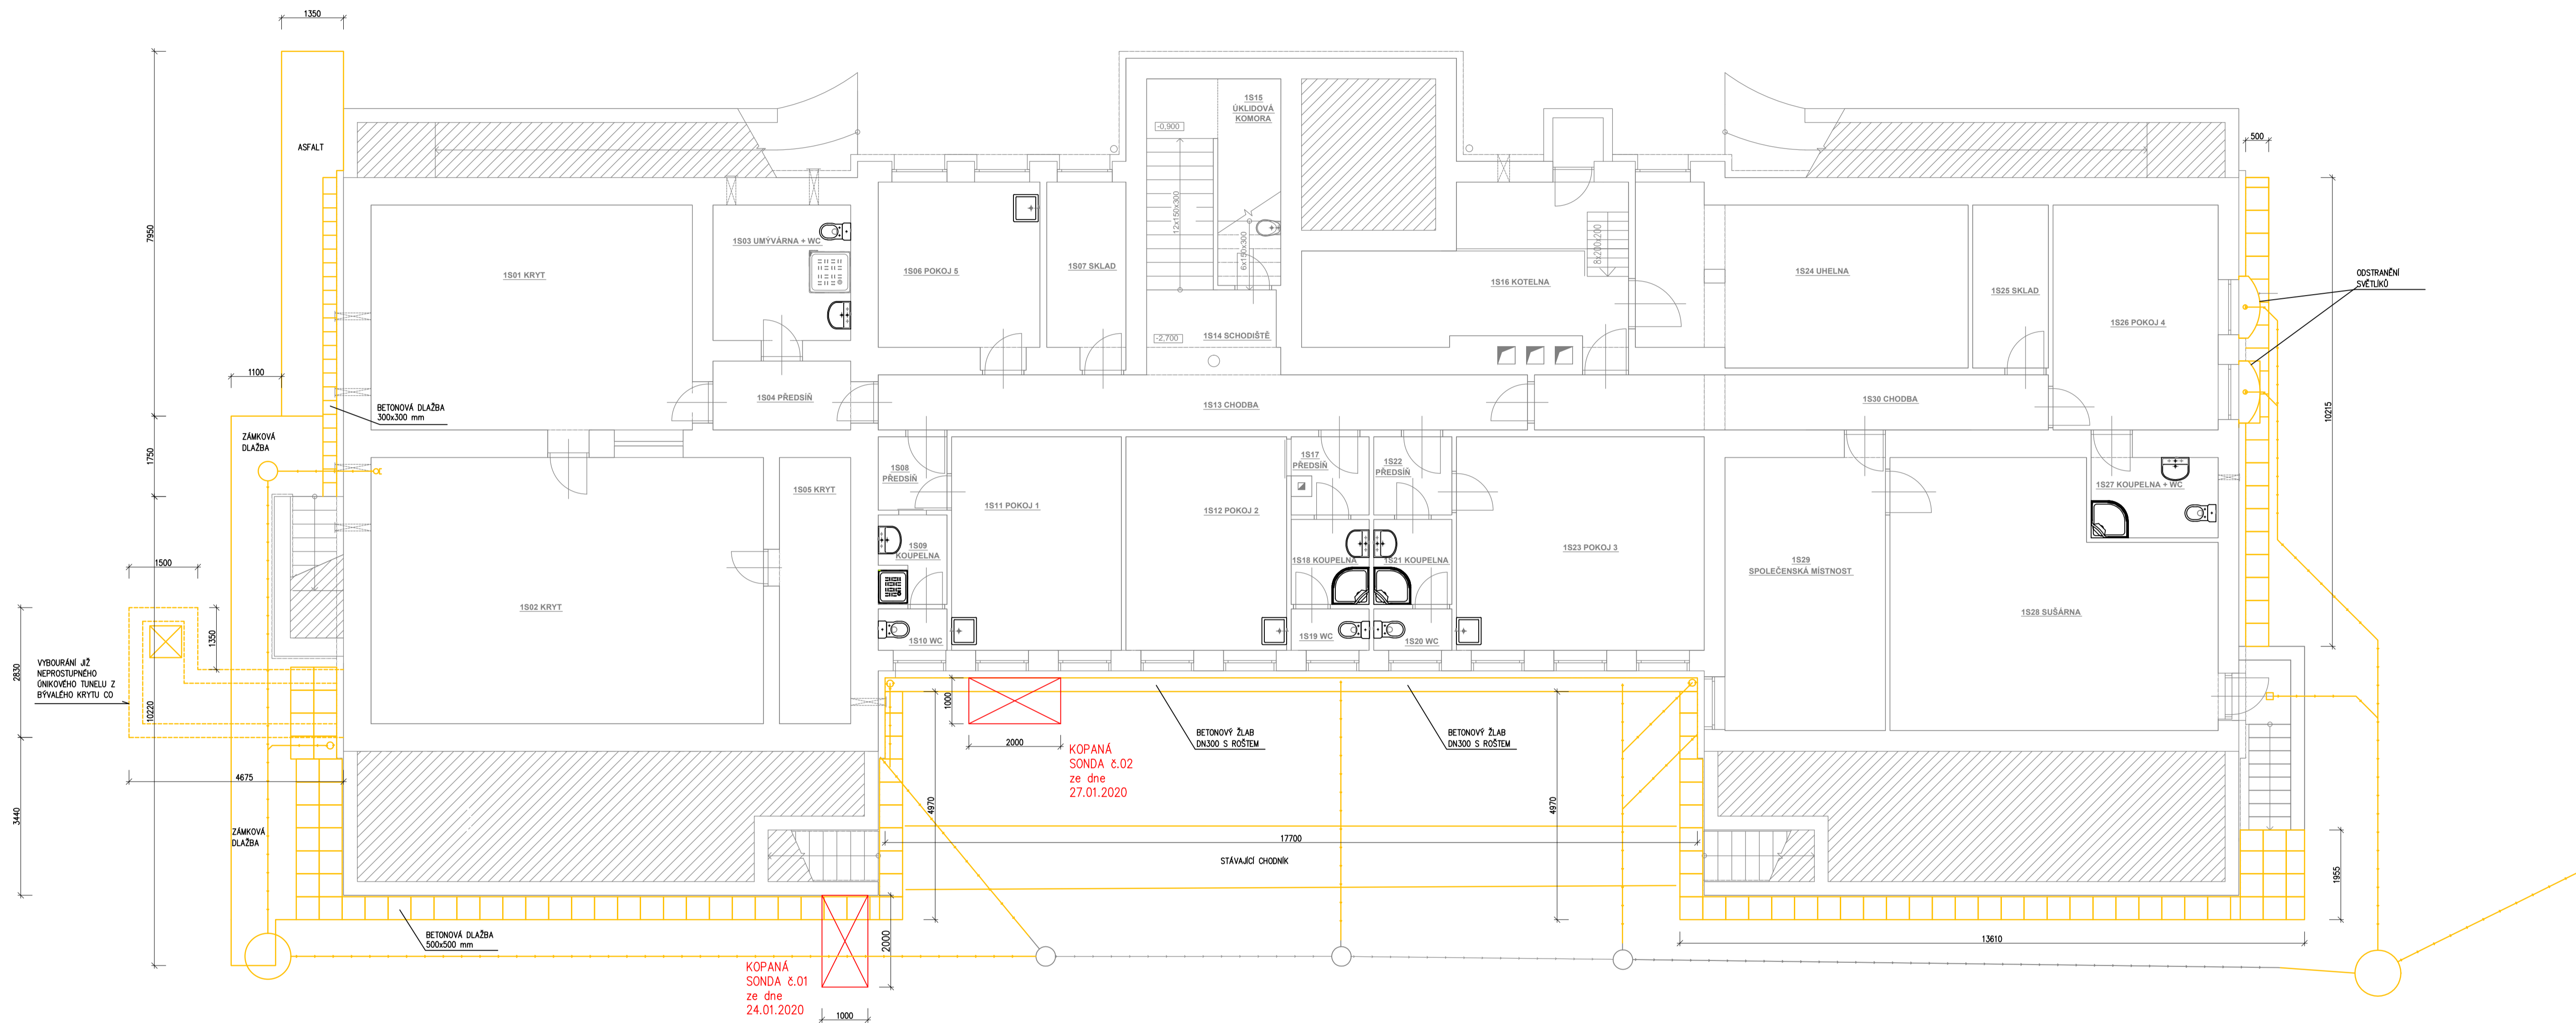 1350
1S15
ÚKLIDOVÁ
KOMORA
-0,900
500
ASFALT
7950
12x150x300
6x150x300
8x200x200
1S03 UMÝVÁRNA + WC
1S01 KRYT
1S06 POKOJ 5
1S07 SKLAD
1S16 KOTELNA
1S24 UHELNA
1S25 SKLAD
ODSTRANĚNÍ
SVĚTLÍKŮ
1S26 POKOJ 4
-2,700
1S14 SCHODIŠTĚ
1100
1S04 PŘEDSÍŇ
1S13 CHODBA
1S30 CHODBA
10215
BETONOVÁ DLAŽBA
300x300 mm
ZÁMKOVÁ
DLAŽBA
1750
1S08
PŘEDSÍŇ
1S17
PŘEDSÍŇ
1S22
PŘEDSÍŇ
1S05 KRYT
1S11 POKOJ 1
1S12 POKOJ 2
1S27 KOUPELNA + WC
1S09
KOUPELNA
1S18 KOUPELNA
1S21 KOUPELNA
1S23 POKOJ 3
1S29
SPOLEČENSKÁ MÍSTNOST
1500
1S02 KRYT
1S28 SUŠÁRNA
1350
2830
1S10 WC
1S19 WC
1S20 WC
VYBOURÁNÍ JIŽ
NEPROSTUPNÉHO
ÚNIKOVÉHO TUNELU Z
BÝVALÉHO KRYTU CO
10220
1000
2000
KOPANÁ
SONDA č.02
ze dne
27.01.2020
BETONOVÝ ŽLAB
DN300 S ROŠTEM
BETONOVÝ ŽLAB
DN300 S ROŠTEM
4675
3440
4970
4970
ZÁMKOVÁ
DLAŽBA
17700
STÁVAJÍCÍ CHODNÍK
1955
BETONOVÁ DLAŽBA
500x500 mm
2000
13610
KOPANÁ
SONDA č.01
ze dne
24.01.2020
1000